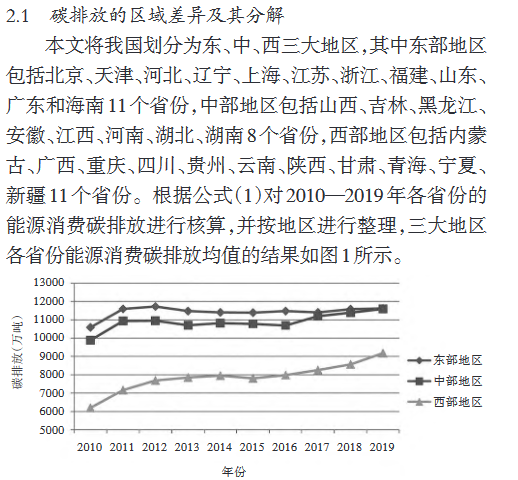 2.1 碳排放的区域差异及其分解
本文将我国划分为东、中、西三大地区,其中东部地区
包括北京、天津、河北、辽宁、上海、江苏、浙江、福建、山东、
广东和海南11个省份,中部地区包括山西、吉林、黑龙江、
安徽、江西、河南、湖北、湖南8个省份,西部地区包括内蒙
古、广西、重庆、四川、贵州、云南、陕西、甘肃、青海、宁夏、
新疆11个省份。根据公式(1)对2010—2019年各省份的
能源消费碳排放进行核算,并按地区进行整理,三大地区
各省份能源消费碳排放均值的结果如图1所示。
13000
12000
11000
10000
9000
8000
7000
6000
5000
碳排放(万吨)
东部地区
中部地区
西部地区
2010 2011 2012 2013 2014 2015 2016 2017 2018 2019
年份